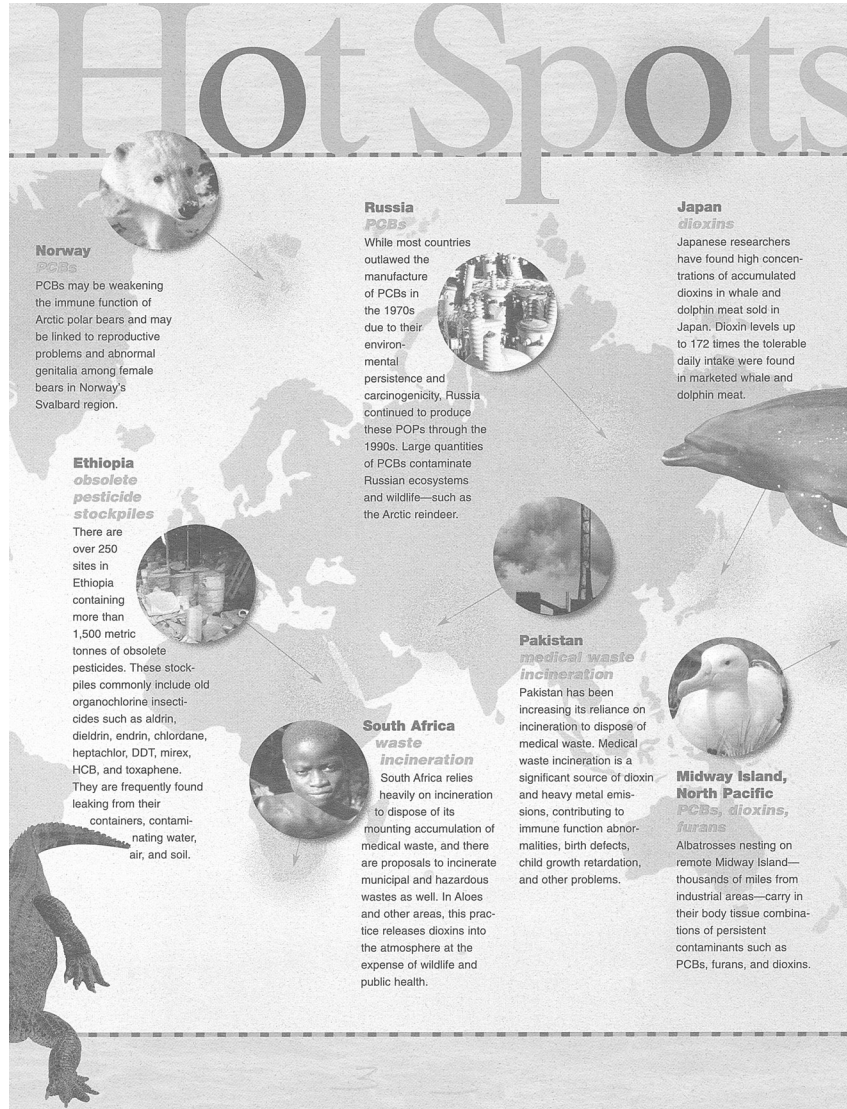 Hot Spots
Norway
PCBs
PCBs may be weakening
the immune function of
Arctic polar bears and may
be linked to reproductive
problems and abnormal
genitalia among female
bears in Norway's
Svalbard region.
Russia
PCBs
While most countries
outlawed the
manufacture
of PCBs in
the 1970s
due to their
environ-
mental
persistence and
carcinogenicity, Russia
continued to produce
these POPs through the
1990s. Large quantities
of PCBs contaminate
Russian ecosystems
and wildlife—such as
the Arctic reindeer.
Japan
dioxins
Japanese researchers
have found high concen-
trations of accumulated
dioxins in whale and
dolphin meat sold in
Japan. Dioxin levels up
to 172 times the tolerable
daily intake were found
in marketed whale and
dolphin meat.
Ethiopia
obsolete
pesticide
stockpiles
There are
over 250
sites in
Ethiopia
containing
more than
1,500 metric
tonnes of obsolete
pesticides. These stock-
piles commonly include old
organochlorine insecti-
cides such as aldrin,
dieldrin, endrin, chlordane,
heptachlor, DDT, mirex,
HCB, and toxaphene.
They are frequently found
leaking from their
containers, contami-
nating water,
air, and soil.
South Africa
waste
incineration
South Africa relies
heavily on incineration
to dispose of its
mounting accumulation of
medical waste, and there
are proposals to incinerate
municipal and hazardous
wastes as well. In Aloes
and other areas, this prac-
tice releases dioxins into
the atmosphere at the
expense of wildlife and
public health.
Pakistan
medical waste
incineration
Pakistan has been
increasing its reliance on
incineration to dispose of
medical waste. Medical
waste incineration is a
significant source of dioxin
and heavy metal emis-
sions, contributing to
immune function abnor-
malities, birth defects,
child growth retardation,
and other problems.
Midway Island,
North Pacific
PCBs, dioxins,
furans
Albatrosses nesting on
remote Midway Island—
thousands of miles from
industrial areas—carry in
their body tissue combina-
tions of persistent
contaminants such as
PCBs, furans, and dioxins.